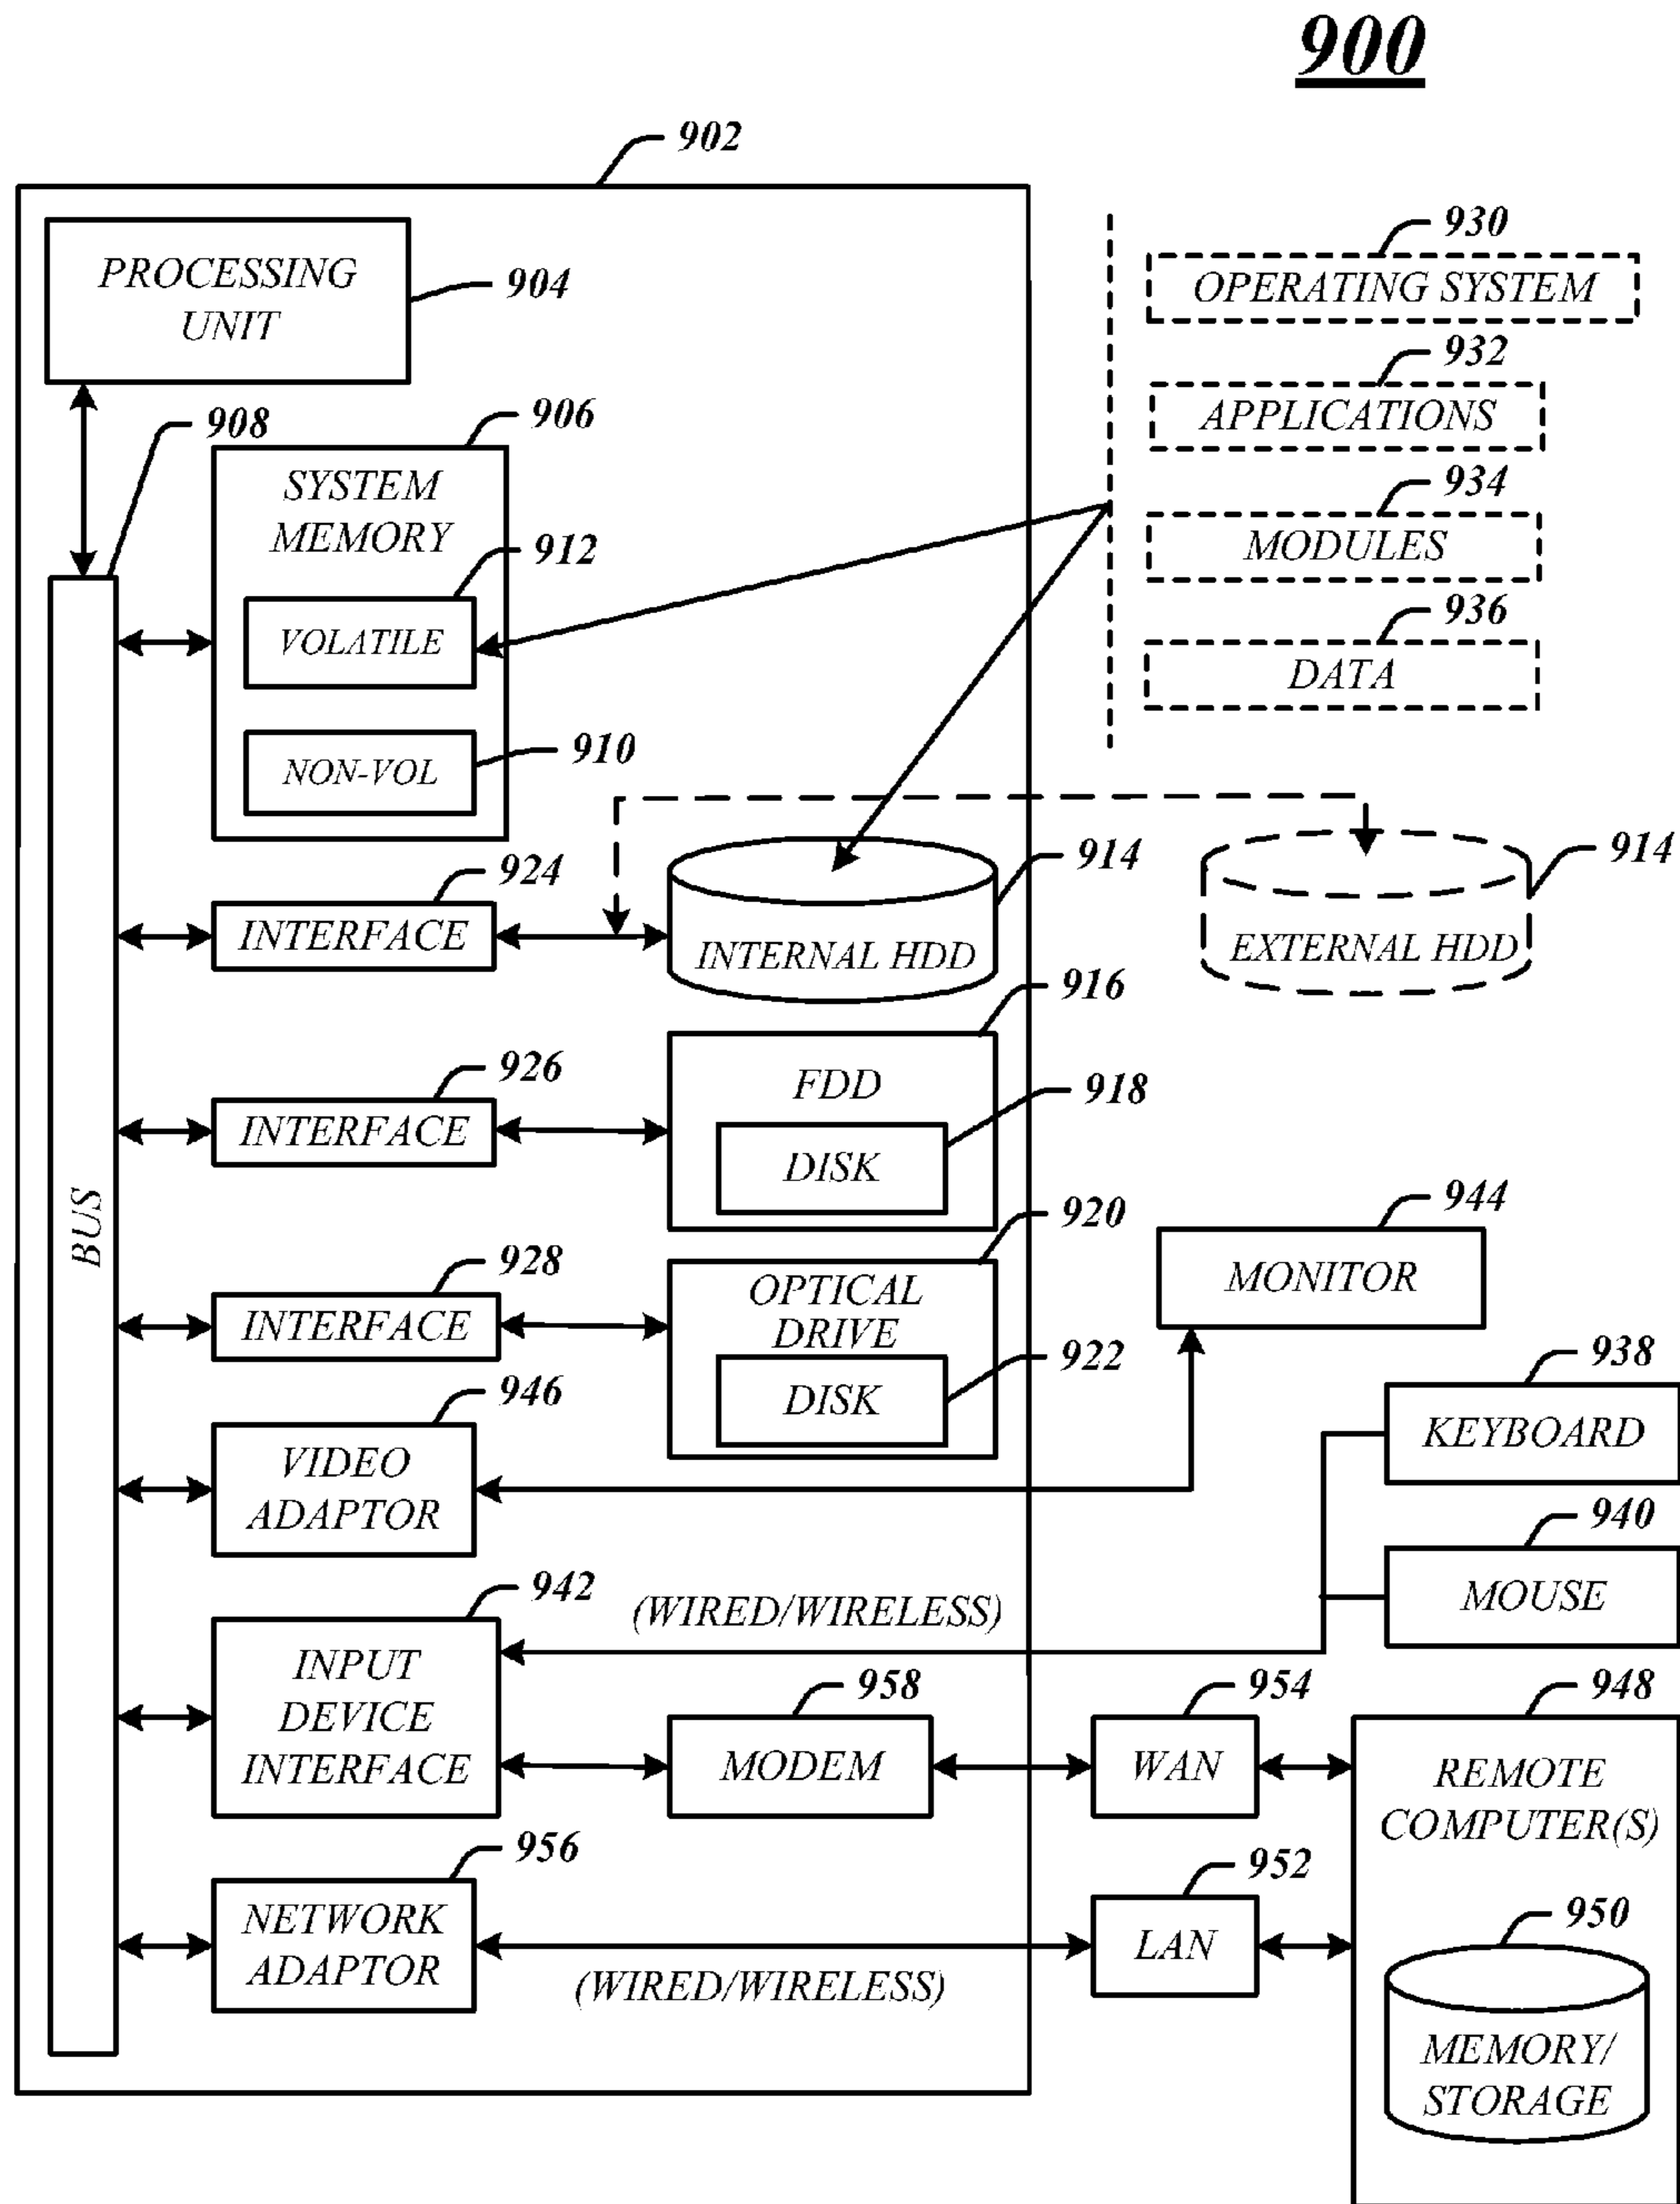 900
902
PROCESSING
UNIT
904
930
OPERATING SYSTEM
932
APPLICATIONS
934
MODULES
936
DATA
908
906
SYSTEM
MEMORY
912
VOLATILE
910
NON-VOL
BUS
924
INTERFACE
914
INTERNAL HDD
914
EXTERNAL HDD
926
INTERFACE
916
FDD
918
DISK
928
INTERFACE
920
OPTICAL
DRIVE
922
DISK
944
MONITOR
946
VIDEO
ADAPTOR
938
KEYBOARD
940
MOUSE
942
INPUT
DEVICE
INTERFACE
(WIRED/WIRELESS)
958
MODEM
954
WAN
948
REMOTE
COMPUTER(S)
956
NETWORK
ADAPTOR
(WIRED/WIRELESS)
952
LAN
950
MEMORY/
STORAGE